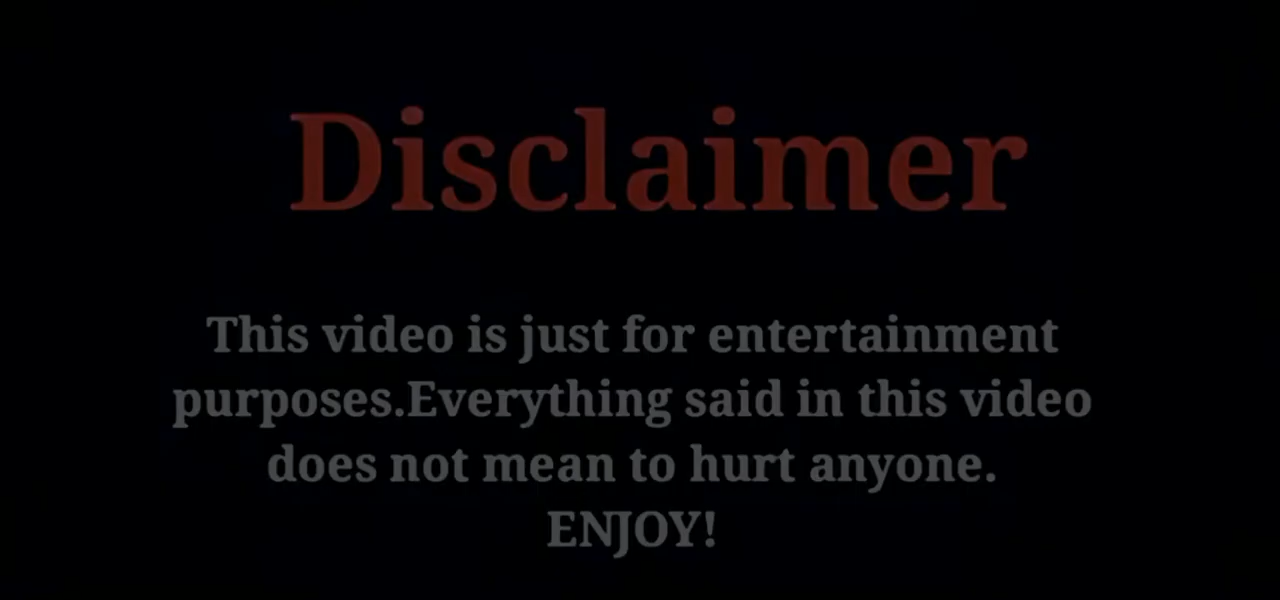 Disclaimer
This video is just for entertainment
purposes.Everything said in this video
does not mean to hurt anyone.
ENJOY!